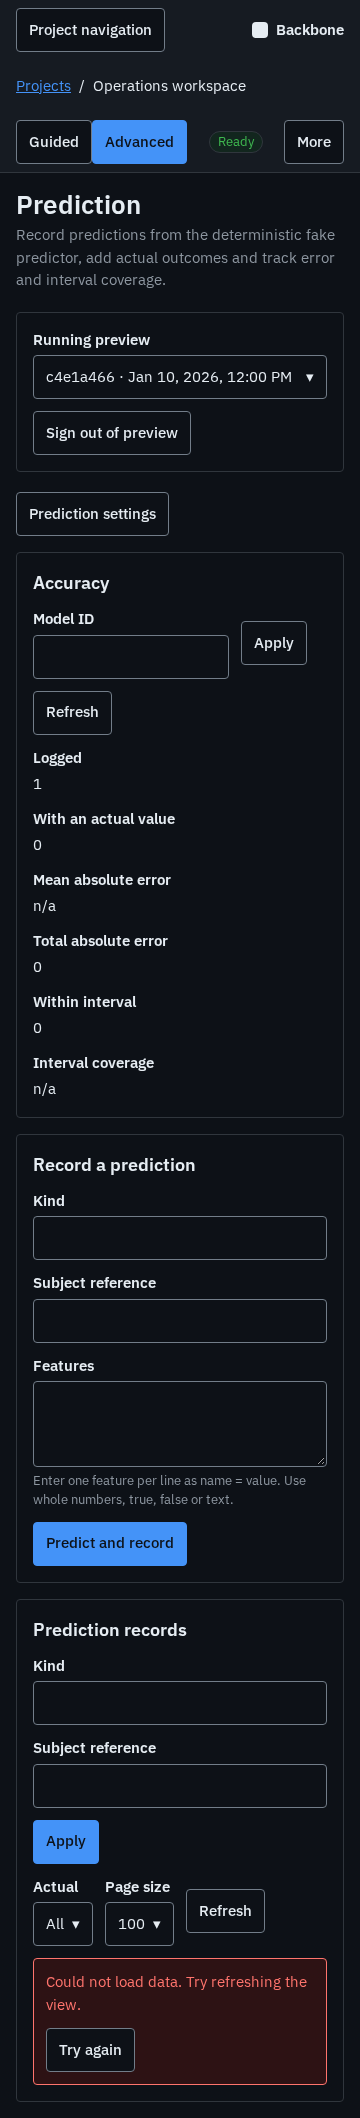 Project navigation
Backbone
Projects / Operations workspace
Guided
Advanced
Ready
More
Prediction
Record predictions from the deterministic fake
predictor, add actual outcomes and track error
and interval coverage.
Running preview
c4e1a466 · Jan 10, 2026, 12:00 PM ▾
Sign out of preview
Prediction settings
Accuracy
Model ID
Apply
Refresh
Logged
1
With an actual value
0
Mean absolute error
n/a
Total absolute error
0
Within interval
0
Interval coverage
n/a
Record a prediction
Kind
Subject reference
Features
Enter one feature per line as name = value. Use
whole numbers, true, false or text.
Predict and record
Prediction records
Kind
Subject reference
Apply
Actual
Page size
All ▾
100 ▾
Refresh
Could not load data. Try refreshing the
view.
Try again